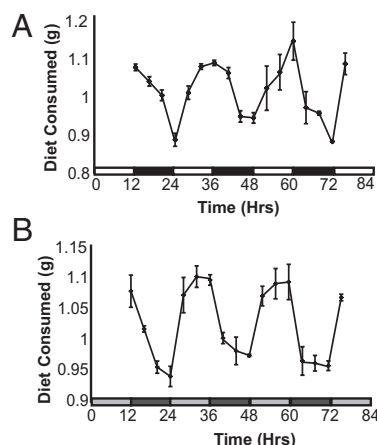 A
Diet Consumed (g)
1.2
1.1
1
0.9
0.8
0 12 24 36 48 60 72 84
Time (Hrs)
B
Diet Consumed (g)
1.15
1.1
1.05
1
0.95
0.9
0 12 24 36 48 60 72 84
Time (Hrs)